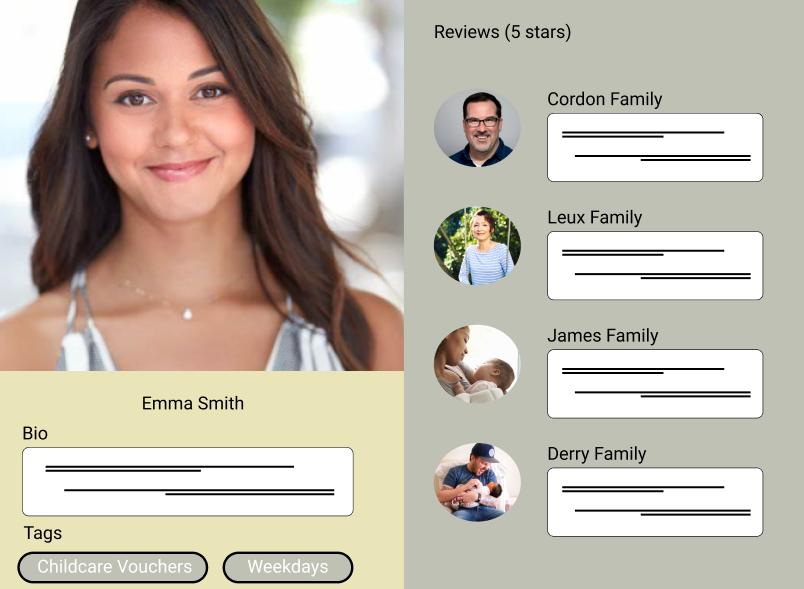 Emma Smith
Bio
Tags
Childcare Vouchers
Weekdays
Reviews (5 stars)
Cordon Family
Leux Family
James Family
Derry Family